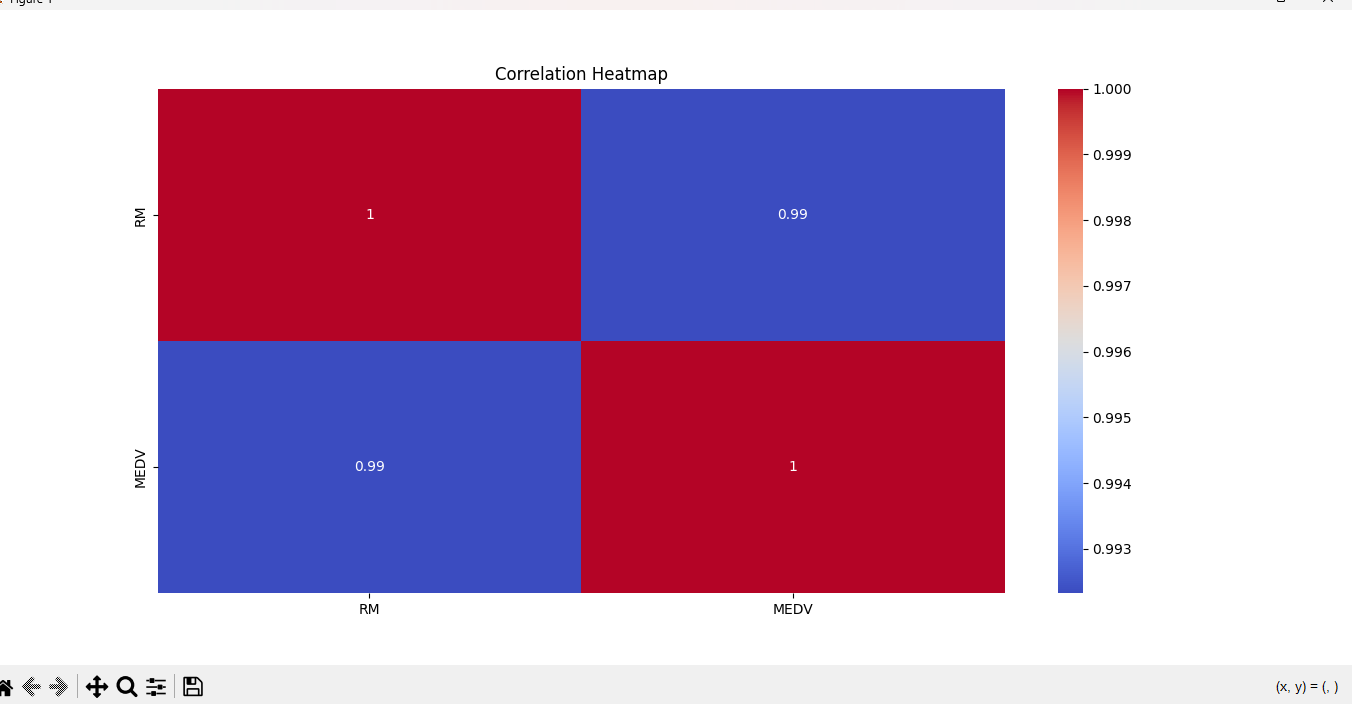 Correlation Heatmap
1.000
0.999
0.998
0.997
0.996
0.995
0.994
0.993
RM
1
0.99
MEDV
0.99
1
RM
MEDV
(x, y) = (, )